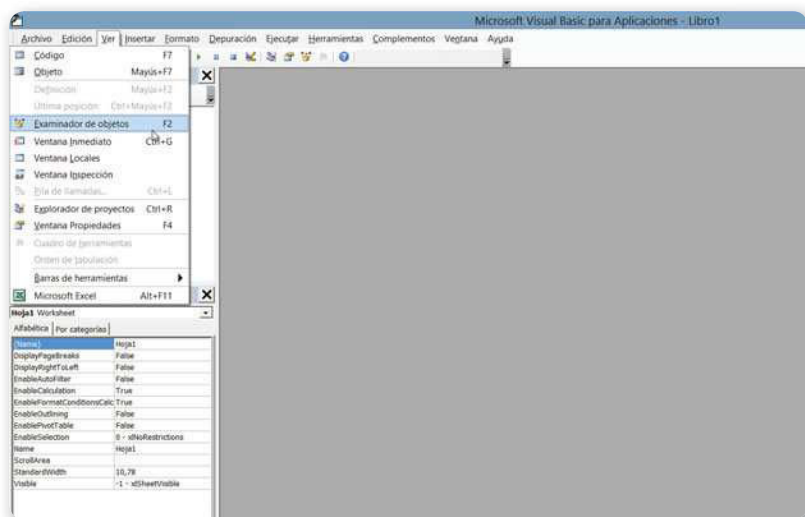 Microsoft Visual Basic para Aplicaciones - Libro1
Archivo Edición Ver Insertar Formato Depuración Ejecutar Herramientas Complementos Ventana Ayuda
Código F7
Objeto Mayús+F7
Definición Mayús+F2
Última posición Ctrl+Mayús+F2
Examinador de objetos F2
Ventana Inmediato Ctrl+G
Ventana Locales
Ventana Inspección
Pila de llamadas... Ctrl+L
Explorador de proyectos Ctrl+R
Ventana Propiedades F4
Cuadro de herramientas
Orden de tabulación
Barras de herramientas
Microsoft Excel Alt+F11
Hoja1 Worksheet
Alfabética Por categorías
(Name) Hoja1
DisplayPageBreaks False
DisplayRightToLeft False
EnableAutoFilter False
EnableCalculation True
EnableFormatConditionsCalc True
EnableOutlining False
EnablePivotTable False
EnableSelection 0 - xlNoRestrictions
Name Hoja1
ScrollArea
StandardWidth 10,78
Visible -1 - xlSheetVisible